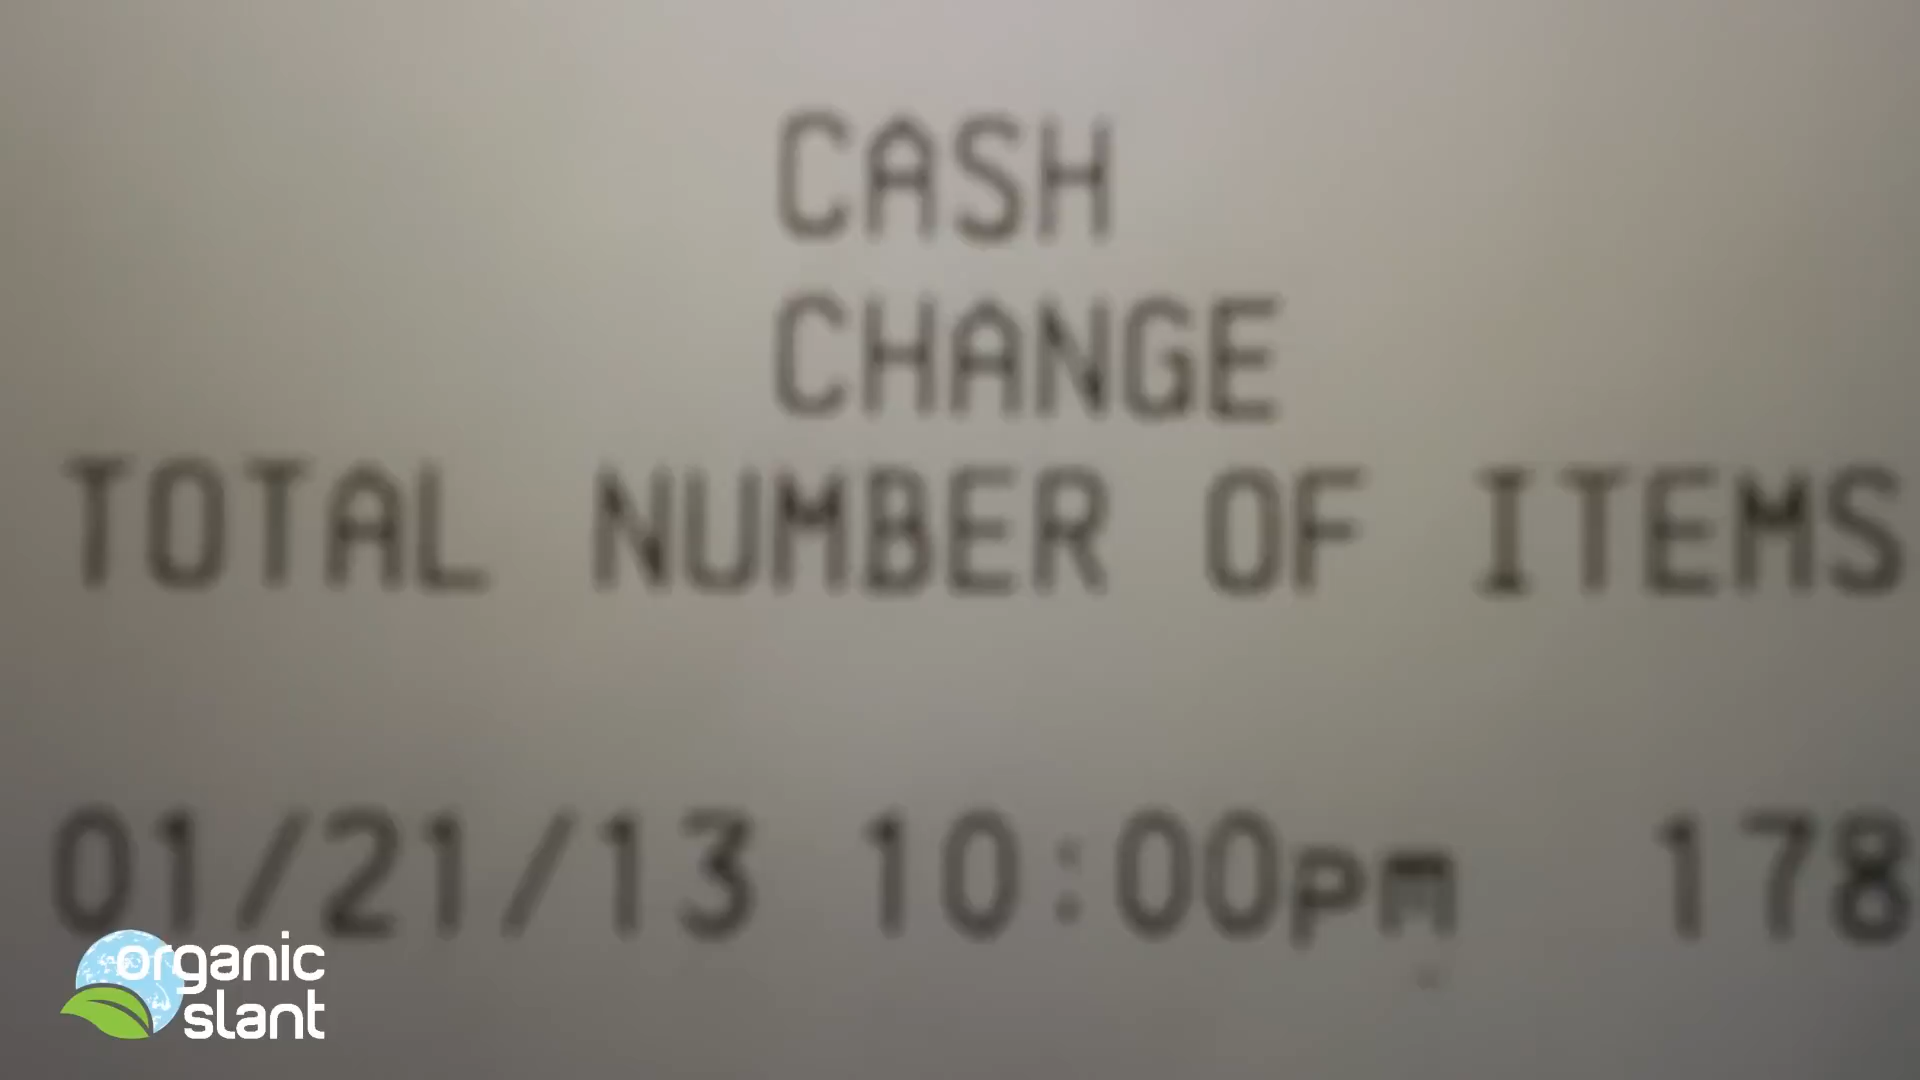 CASH
CHANGE
TOTAL NUMBER OF ITEMS
01/21/13 10:00pm 178
organic
slant